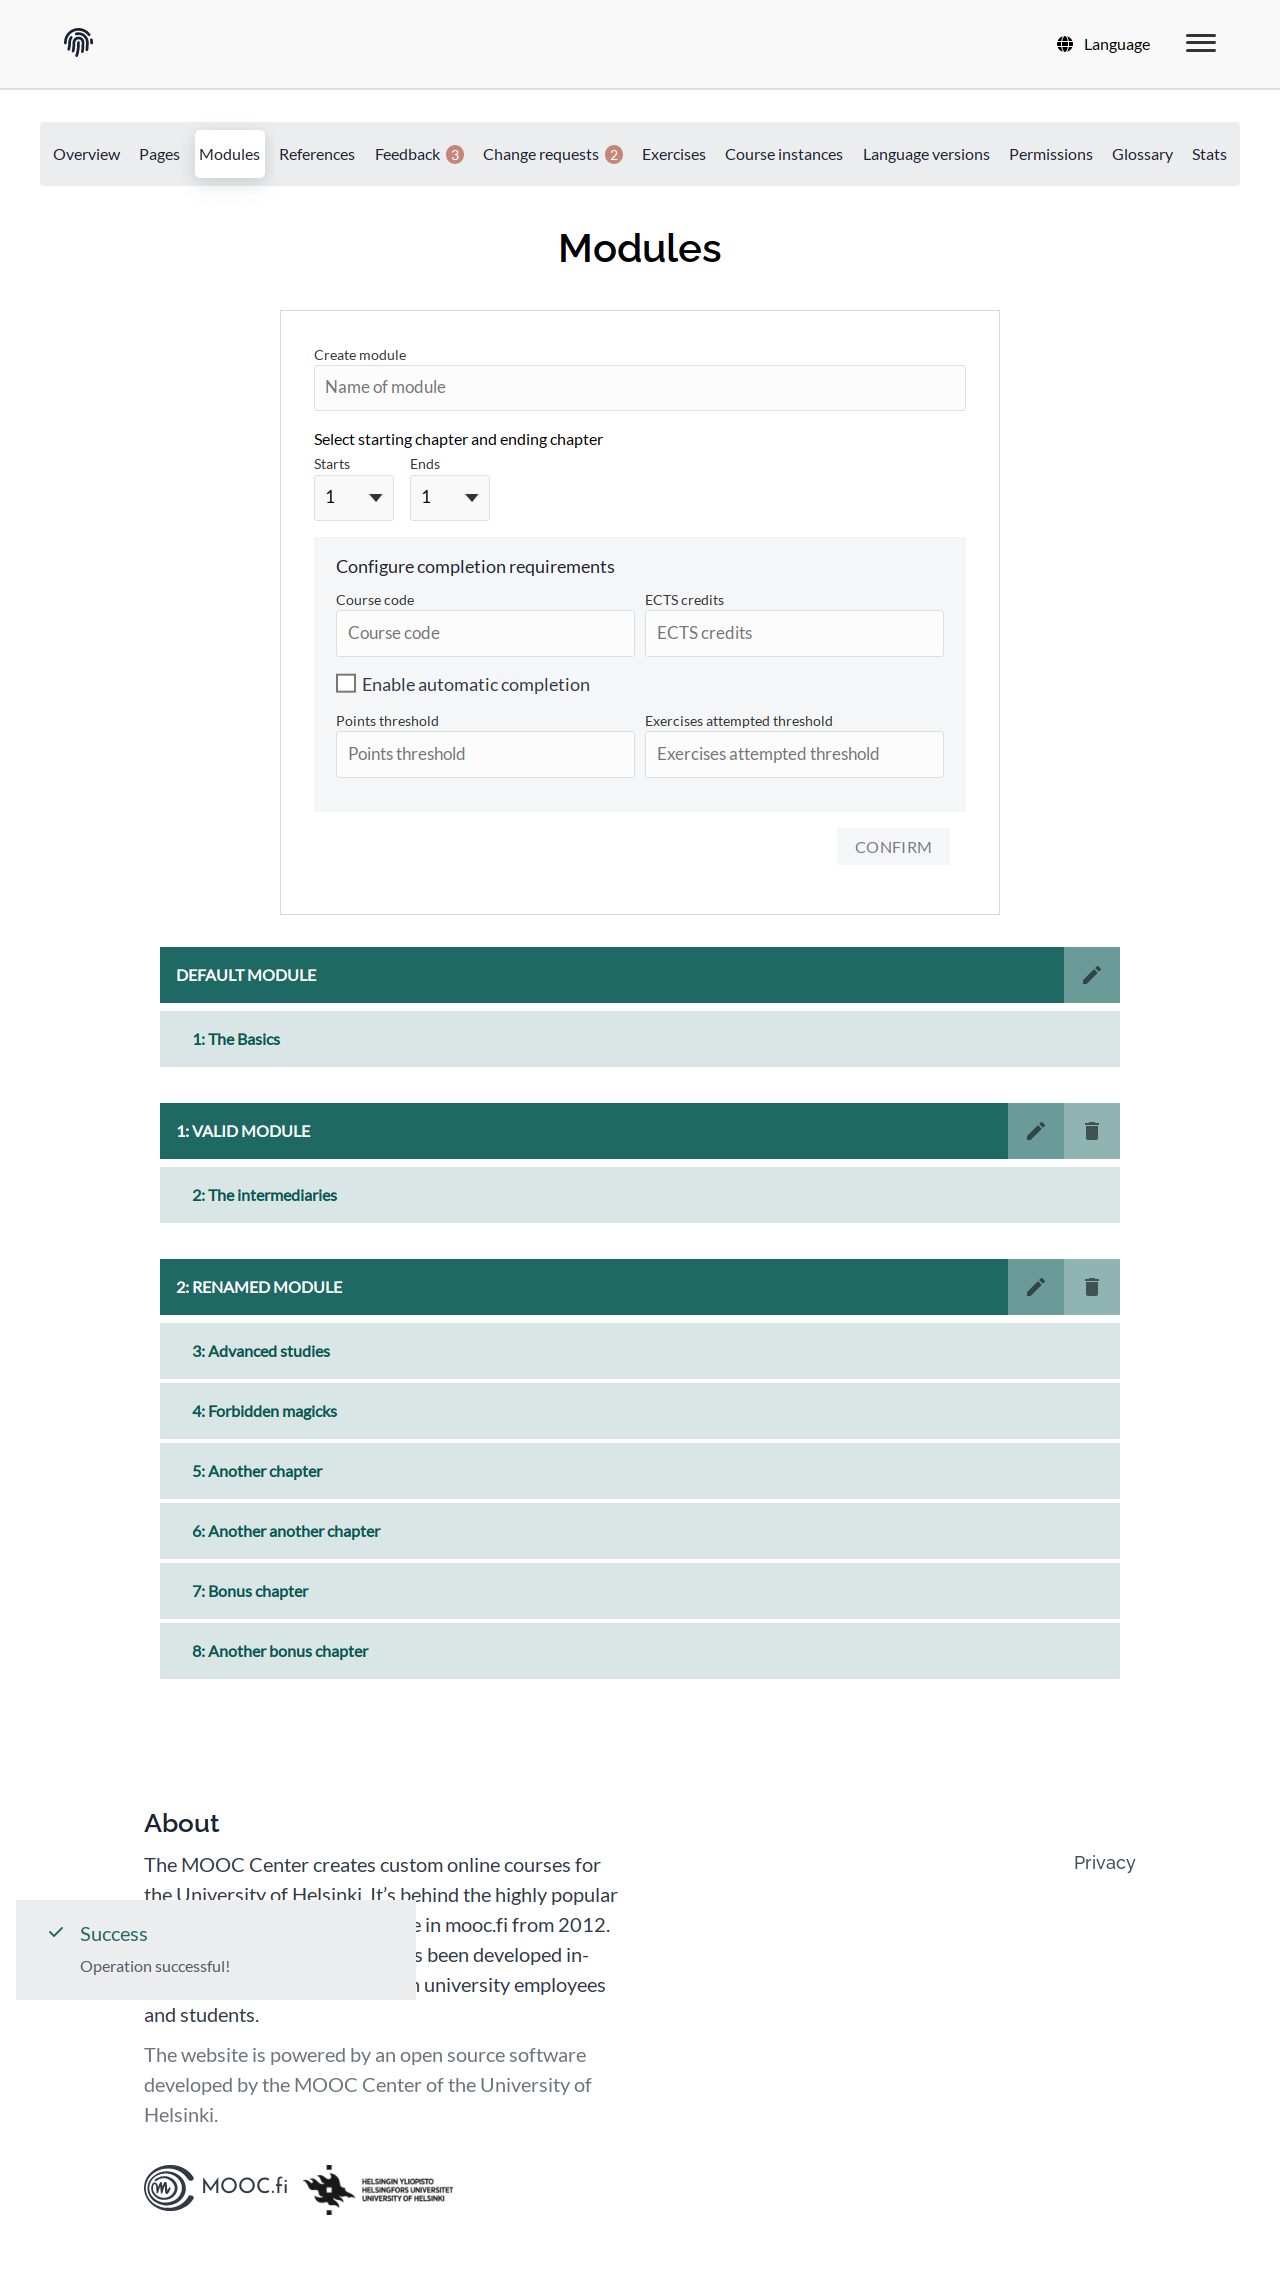 Language
Overview Pages Modules References Feedback 3 Change requests 2 Exercises Course instances Language versions Permissions Glossary Stats
Modules
Create module
Name of module
Select starting chapter and ending chapter
Starts Ends
1 1
Configure completion requirements
Course code ECTS credits
Course code ECTS credits
Enable automatic completion
Points threshold Exercises attempted threshold
Points threshold Exercises attempted threshold
CONFIRM
DEFAULT MODULE
1: The Basics
1: VALID MODULE
2: The intermediaries
2: RENAMED MODULE
3: Advanced studies
4: Forbidden magicks
5: Another chapter
6: Another another chapter
7: Bonus chapter
8: Another bonus chapter
About
The MOOC Center creates custom online courses for
Privacy
the University of Helsinki. It’s behind the highly popular
in mooc.fi from 2012.
been developed in-
university employees
and students.
Success
Operation successful!
The website is powered by an open source software
developed by the MOOC Center of the University of
Helsinki.
MOOC.fi
HELSINGIN YLIOPISTO
HELSINGFORS UNIVERSITET
UNIVERSITY OF HELSINKI